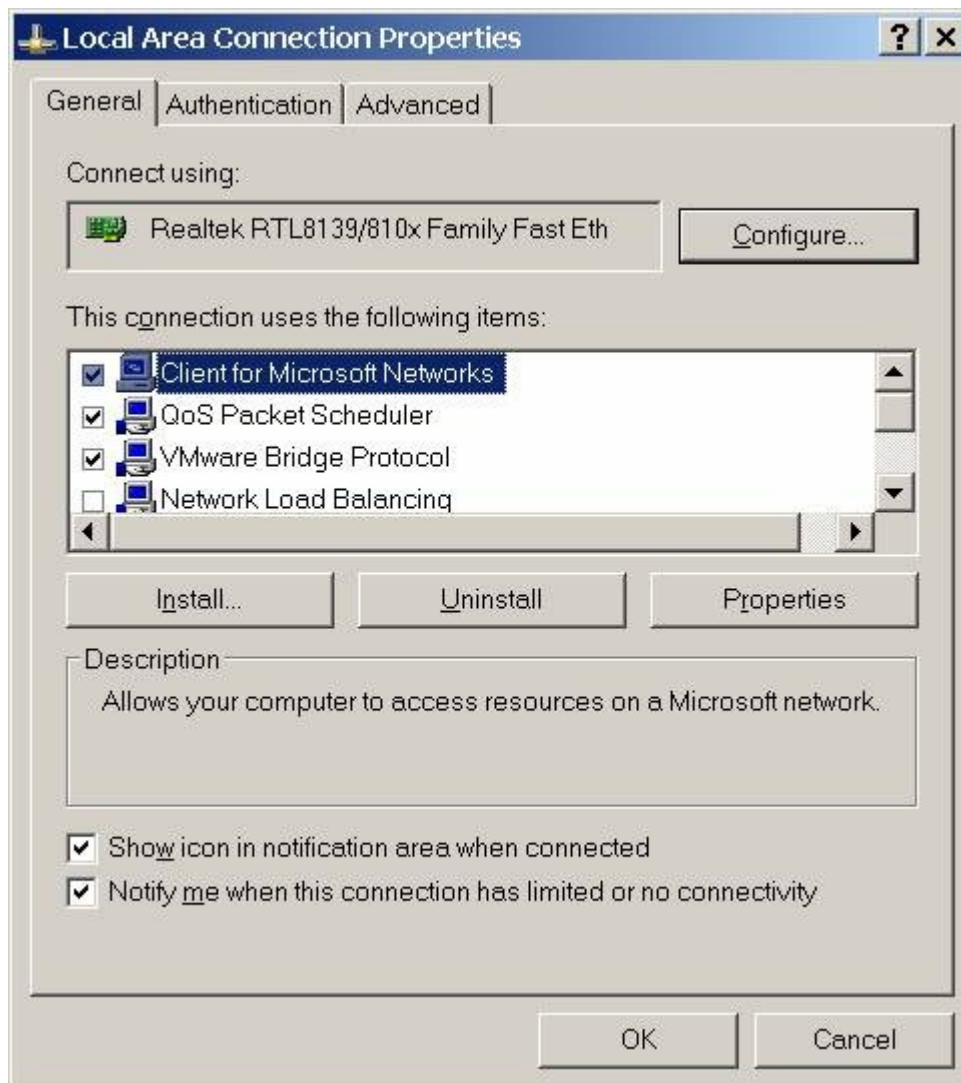 Local Area Connection Properties
General Authentication Advanced
Connect using:
Realtek RTL8139/810x Family Fast Eth
Configure...
This connection uses the following items:
Client for Microsoft Networks
QoS Packet Scheduler
VMware Bridge Protocol
Network Load Balancing
Install... Uninstall Properties
Description
Allows your computer to access resources on a Microsoft network.
Show icon in notification area when connected
Notify me when this connection has limited or no connectivity
OK Cancel